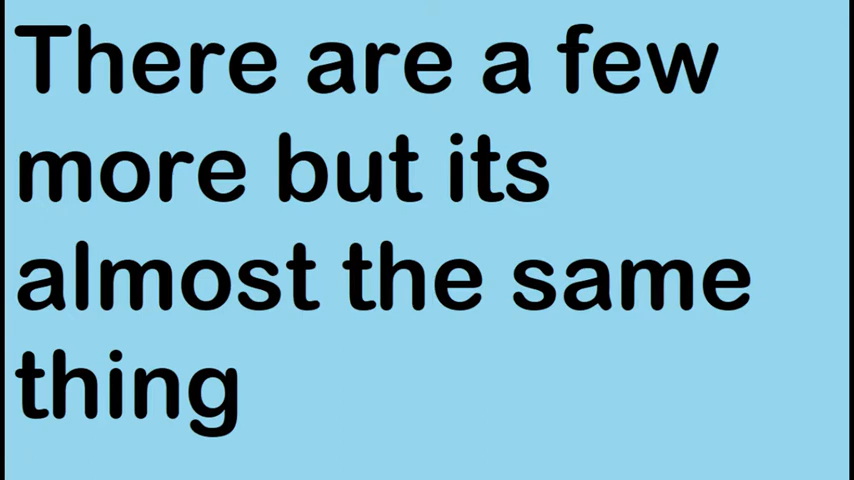 There are a few
more but its
almost the same
thing